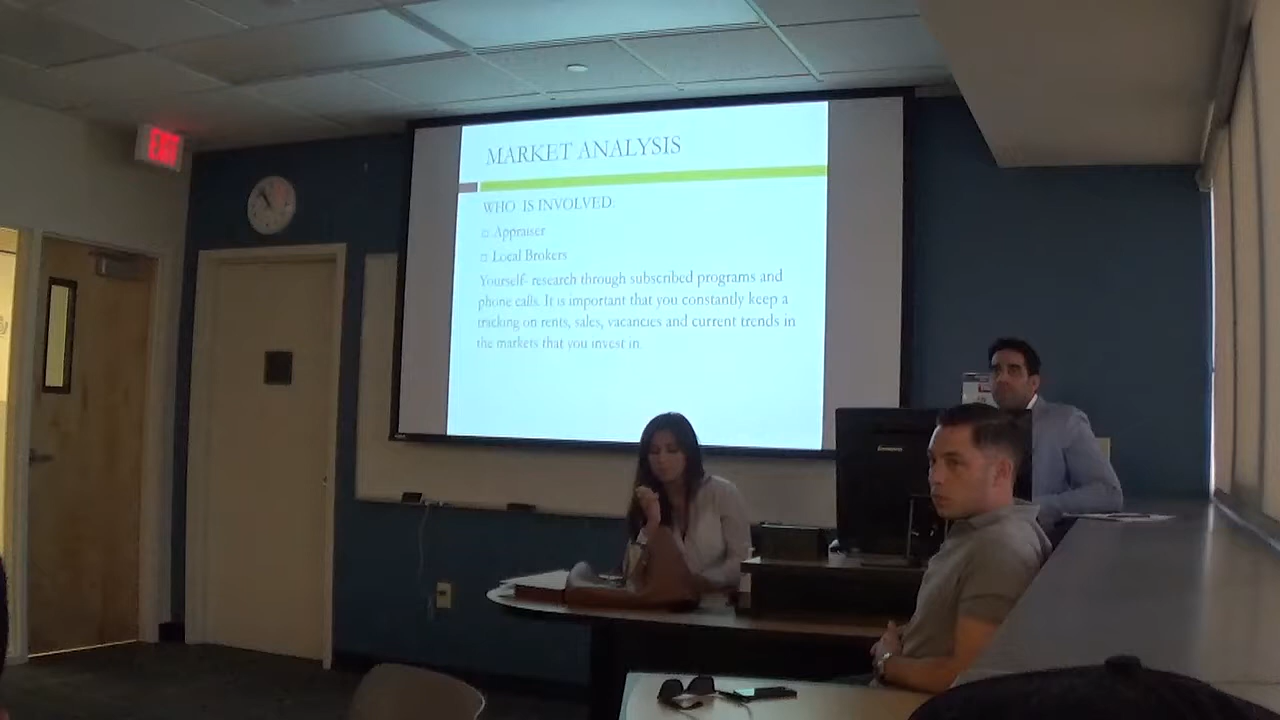 EXIT
MARKET ANALYSIS
WHO IS INVOLVED.
Appraiser
Local Brokers
Yourself- research through subscribed programs and
phone calls. It is important that you constantly keep a
tracking on rents, sales, vacancies and current trends in
the markets that you invest in.
Lenovo